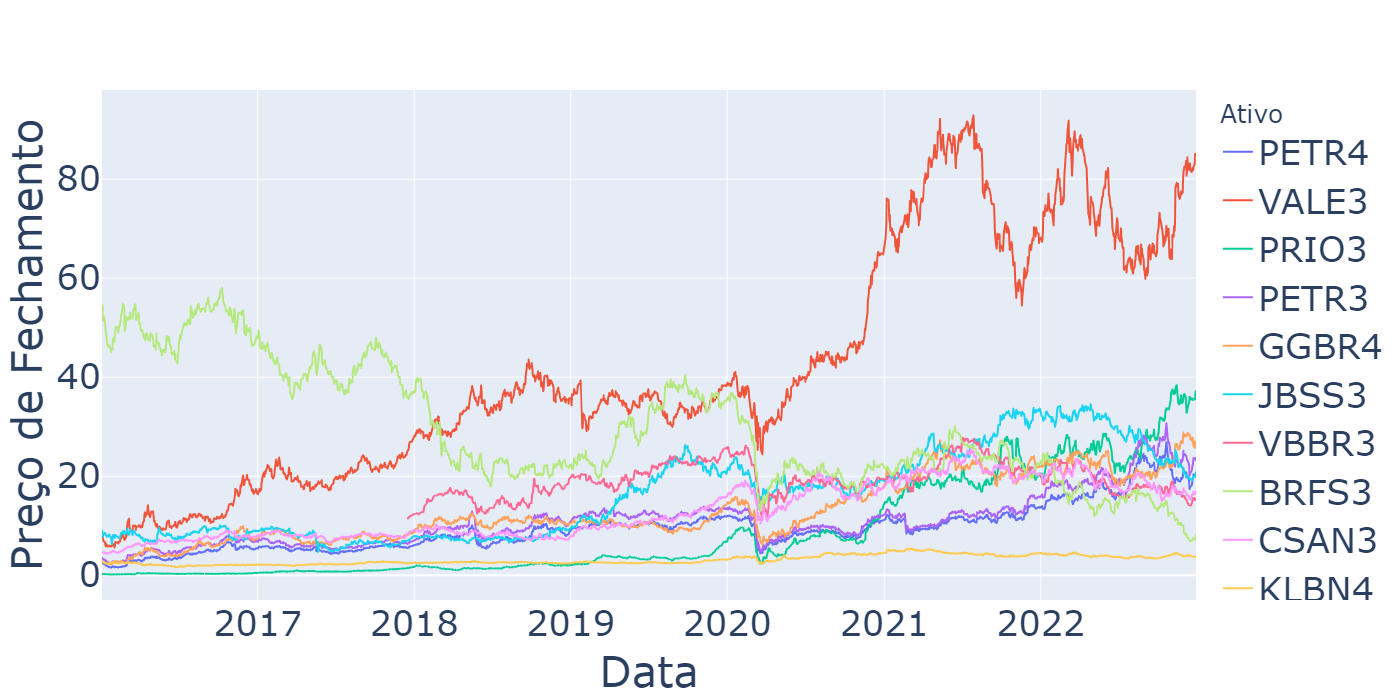 Preço de Fechamento
80
60
40
20
0
2017 2018 2019 2020 2021 2022
Data
Ativo
PETR4
VALE3
PRIO3
PETR3
GGBR4
JBSS3
VBBR3
BRFS3
CSAN3
KLBN4